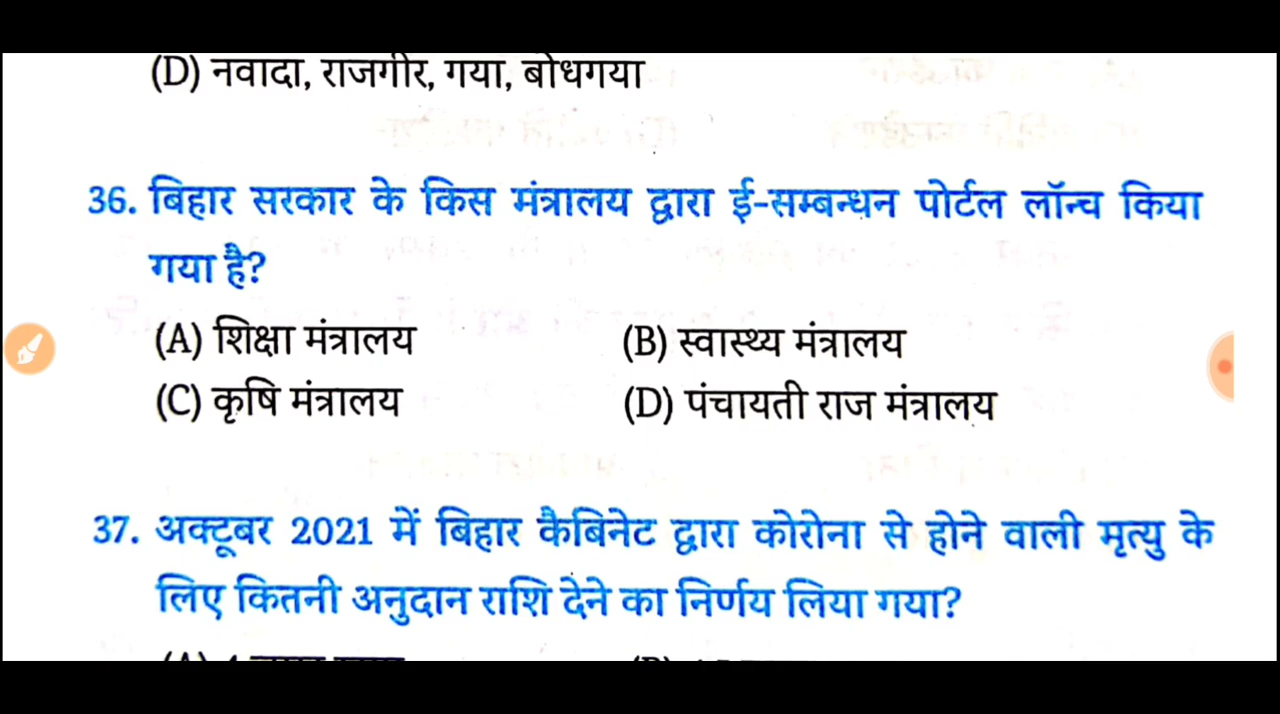 (D) नवादा, राजगीर, गया, बोधगया
36. बिहार सरकार के किस मंत्रालय द्वारा ई-सम्बन्धन पोर्टल लॉन्च किया
गया है?
(A) शिक्षा मंत्रालय (B) स्वास्थ्य मंत्रालय
(C) कृषि मंत्रालय (D) पंचायती राज मंत्रालय
37. अक्टूबर 2021 में बिहार कैबिनेट द्वारा कोरोना से होने वाली मृत्यु के
लिए कितनी अनुदान राशि देने का निर्णय लिया गया?